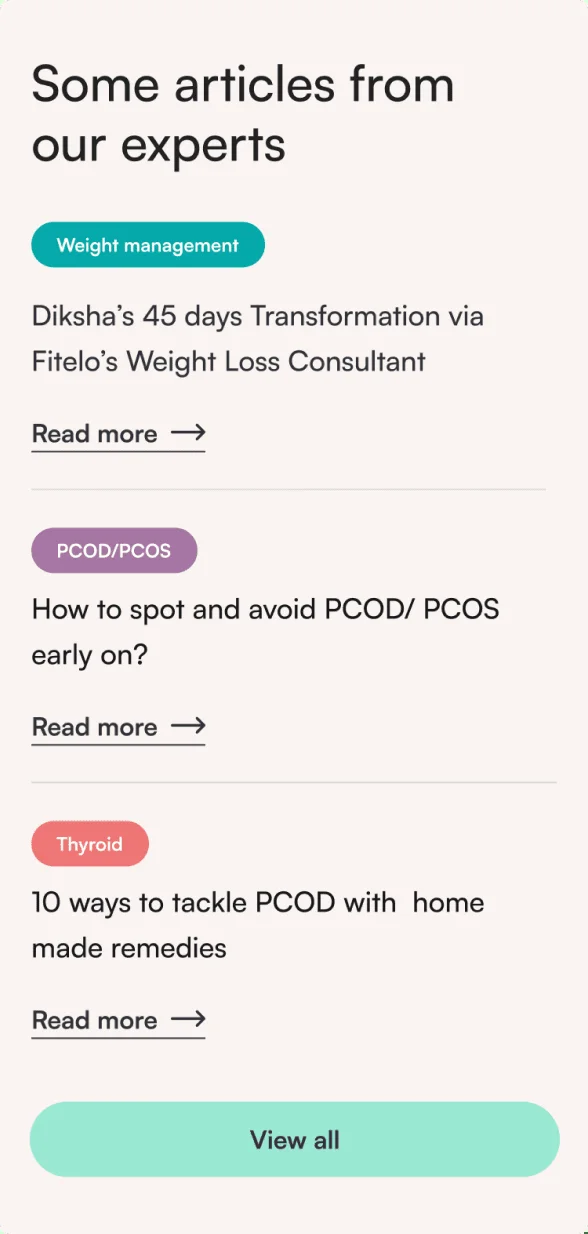 Some articles from
our experts
Weight management
Diksha’s 45 days Transformation via
Fitelo’s Weight Loss Consultant
Read more
PCOD/PCOS
How to spot and avoid PCOD/ PCOS
early on?
Read more
Thyroid
10 ways to tackle PCOD with  home
made remedies
Read more
View all